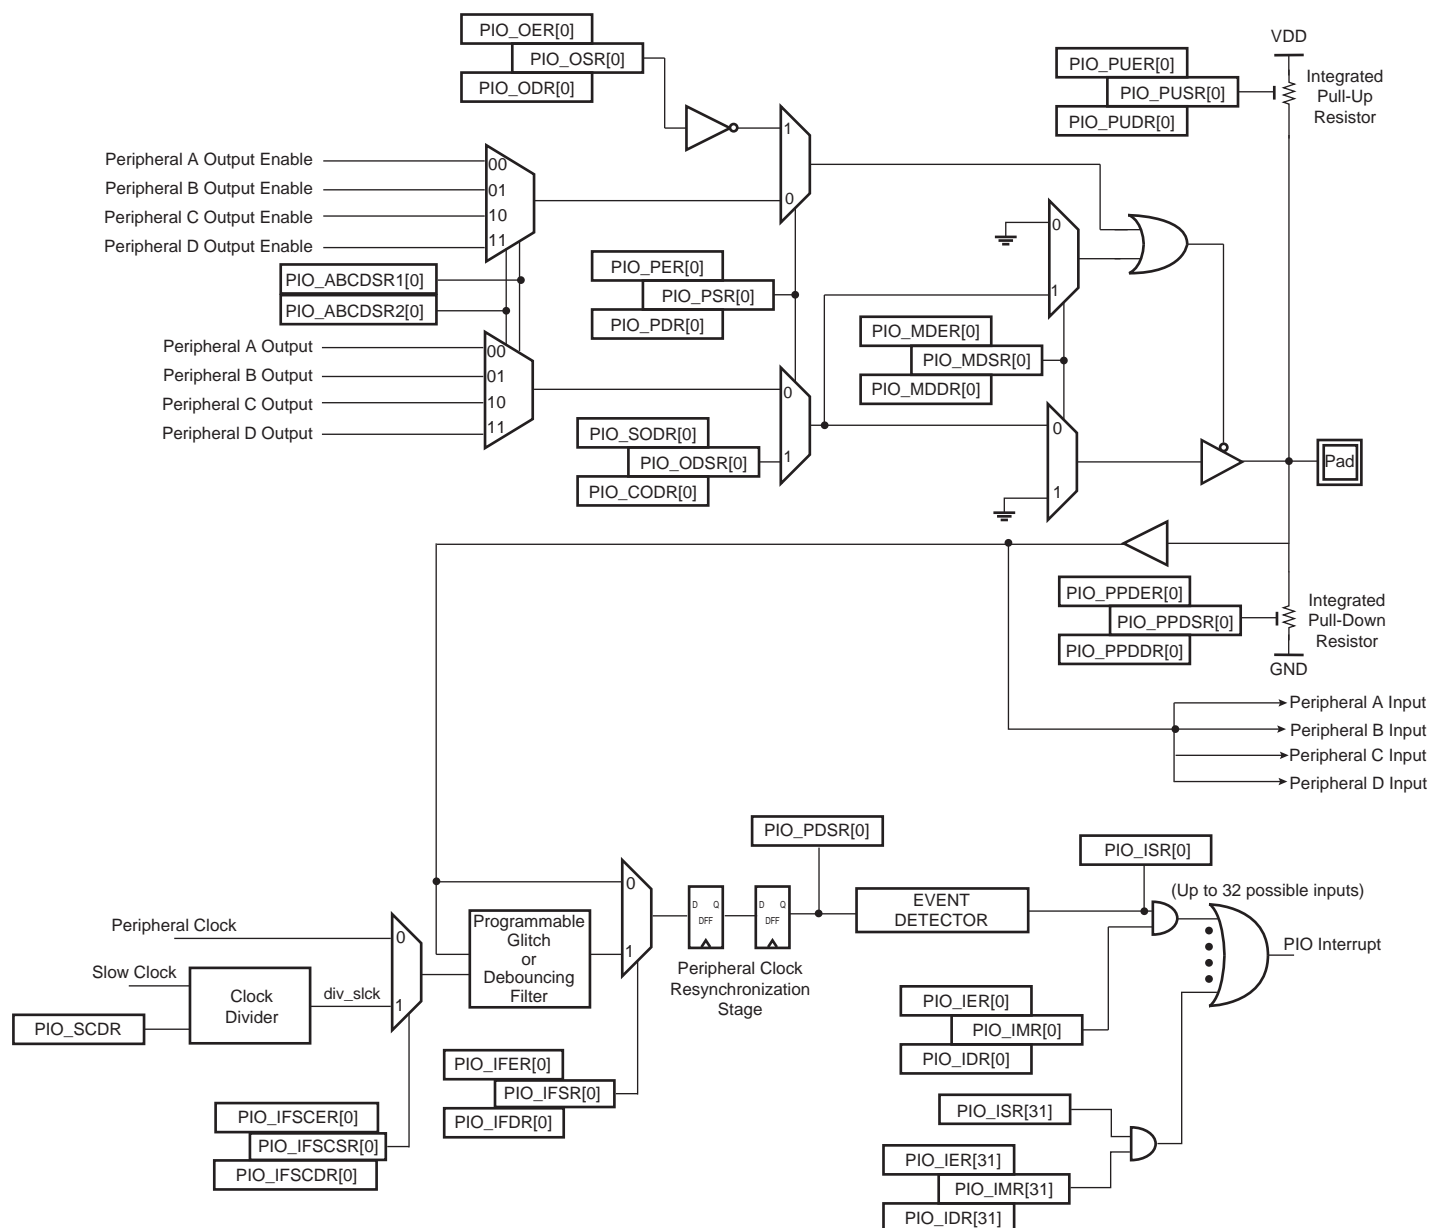 PIO_OER[0]
PIO_OSR[0]
PIO_ODR[0]
1
0
Peripheral A Output Enable
Peripheral B Output Enable
Peripheral C Output Enable
Peripheral D Output Enable
00
01
10
11
PIO_ABCDSR1[0]
PIO_ABCDSR2[0]
Peripheral A Output
Peripheral B Output
Peripheral C Output
Peripheral D Output
00
01
10
11
PIO_PER[0]
PIO_PSR[0]
PIO_PDR[0]
0
1
PIO_SODR[0]
PIO_ODSR[0]
PIO_CODR[0]
0
1
PIO_MDER[0]
PIO_MDSR[0]
PIO_MDDR[0]
0
1
PIO_PUER[0]
PIO_PUSR[0]
PIO_PUDR[0]
VDD
Integrated
Pull-Up
Resistor
Pad
PIO_PPDER[0]
PIO_PPDSR[0]
PIO_PPDDR[0]
Integrated
Pull-Down
Resistor
GND
Peripheral A Input
Peripheral B Input
Peripheral C Input
Peripheral D Input
Peripheral Clock
Slow Clock
PIO_SCDR
Clock
Divider
div_slck
0
1
PIO_IFSCER[0]
PIO_IFSCSR[0]
PIO_IFSCDR[0]
Programmable
Glitch
or
Debouncing
Filter
0
1
PIO_IFER[0]
PIO_IFSR[0]
PIO_IFDR[0]
D Q
DFF
D Q
DFF
Peripheral Clock
Resynchronization
Stage
PIO_PDSR[0]
EVENT
DETECTOR
PIO_ISR[0]
(Up to 32 possible inputs)
PIO Interrupt
PIO_IER[0]
PIO_IMR[0]
PIO_IDR[0]
PIO_ISR[31]
PIO_IER[31]
PIO_IMR[31]
PIO_IDR[31]